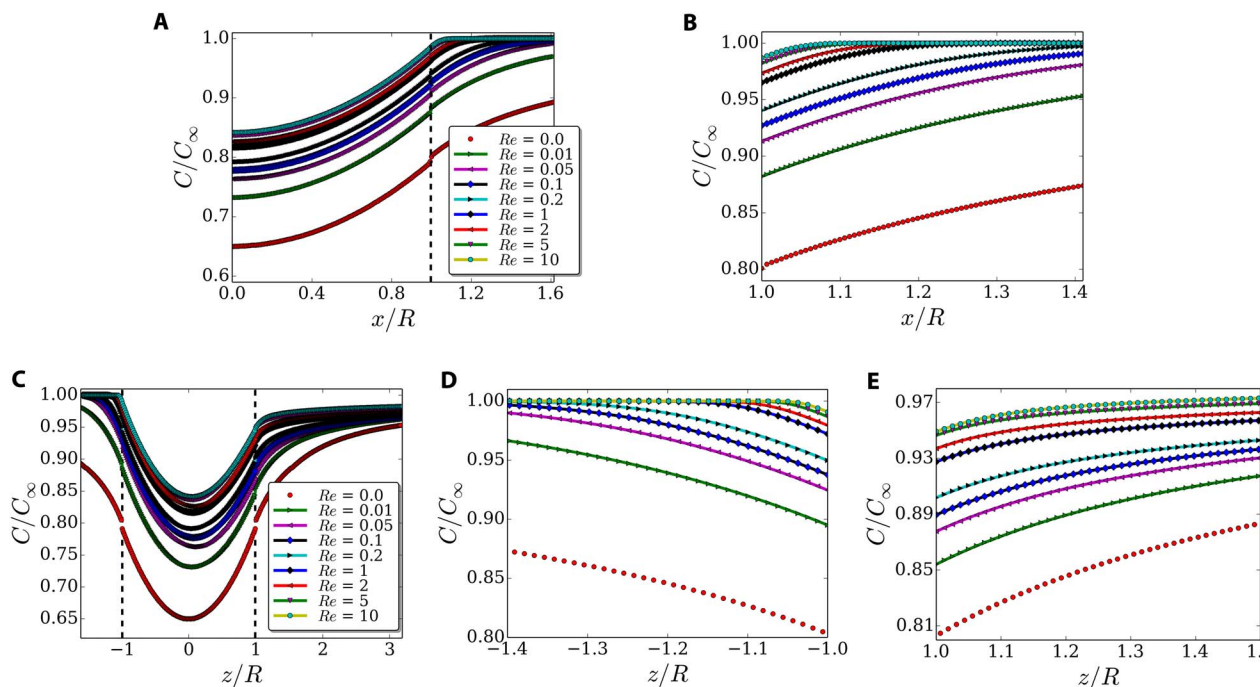 A
1.0
0.9
0.8
0.7
0.6
C/C∞
0.0 0.4 0.8 1.2 1.6
x/R
Re = 0.0
Re = 0.01
Re = 0.05
Re = 0.1
Re = 0.2
Re = 1
Re = 2
Re = 5
Re = 10
B
1.00
0.95
0.90
0.85
0.80
C/C∞
1.0 1.1 1.2 1.3 1.4
x/R
C
1.00
0.95
0.90
0.85
0.80
0.75
0.70
0.65
C/C∞
−1 0 1 2 3
z/R
Re = 0.0
Re = 0.01
Re = 0.05
Re = 0.1
Re = 0.2
Re = 1
Re = 2
Re = 5
Re = 10
D
1.00
0.95
0.90
0.85
0.80
C/C∞
−1.4 −1.3 −1.2 −1.1 −1.0
z/R
E
0.97
0.93
0.89
0.85
0.81
C/C∞
1.0 1.1 1.2 1.3 1.4 1.5
z/R